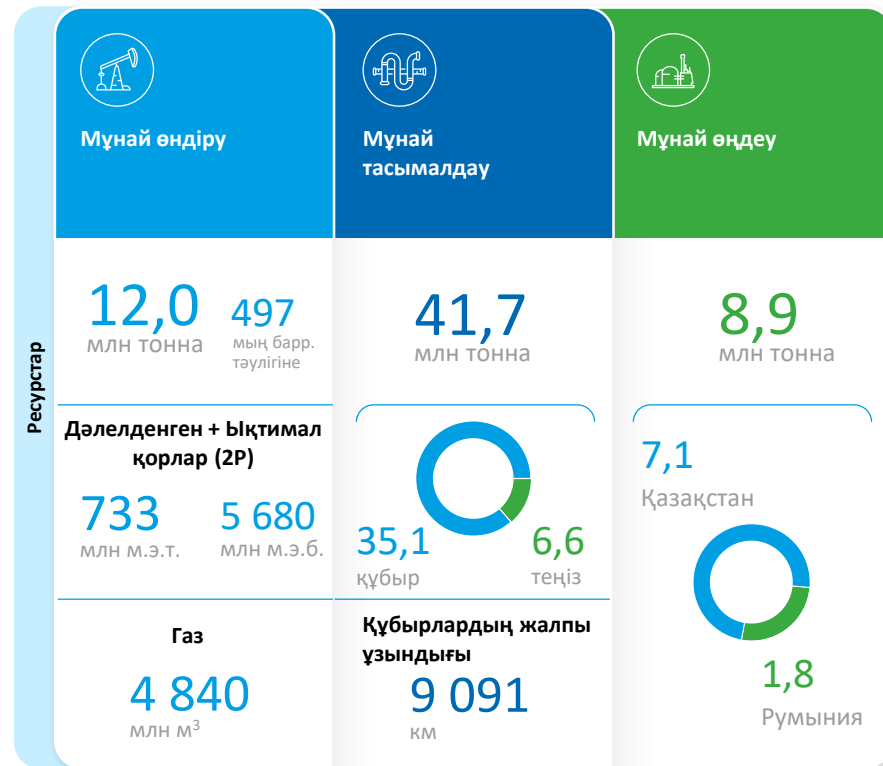 Ресурстар
Мұнай өндіру
12,0
млн тонна
497
мың барр.
тәулігіне
Дәлелденген + Ықтимал
қорлар (2P)
733
млн м.э.т.
5 680
млн м.э.б.
Газ
4 840
млн м³
Мұнай
тасымалдау
41,7
млн тонна
35,1
құбыр
6,6
теңіз
Құбырлардың жалпы
ұзындығы
9 091
км
Мұнай өңдеу
8,9
млн тонна
7,1
Қазақстан
1,8
Румыния